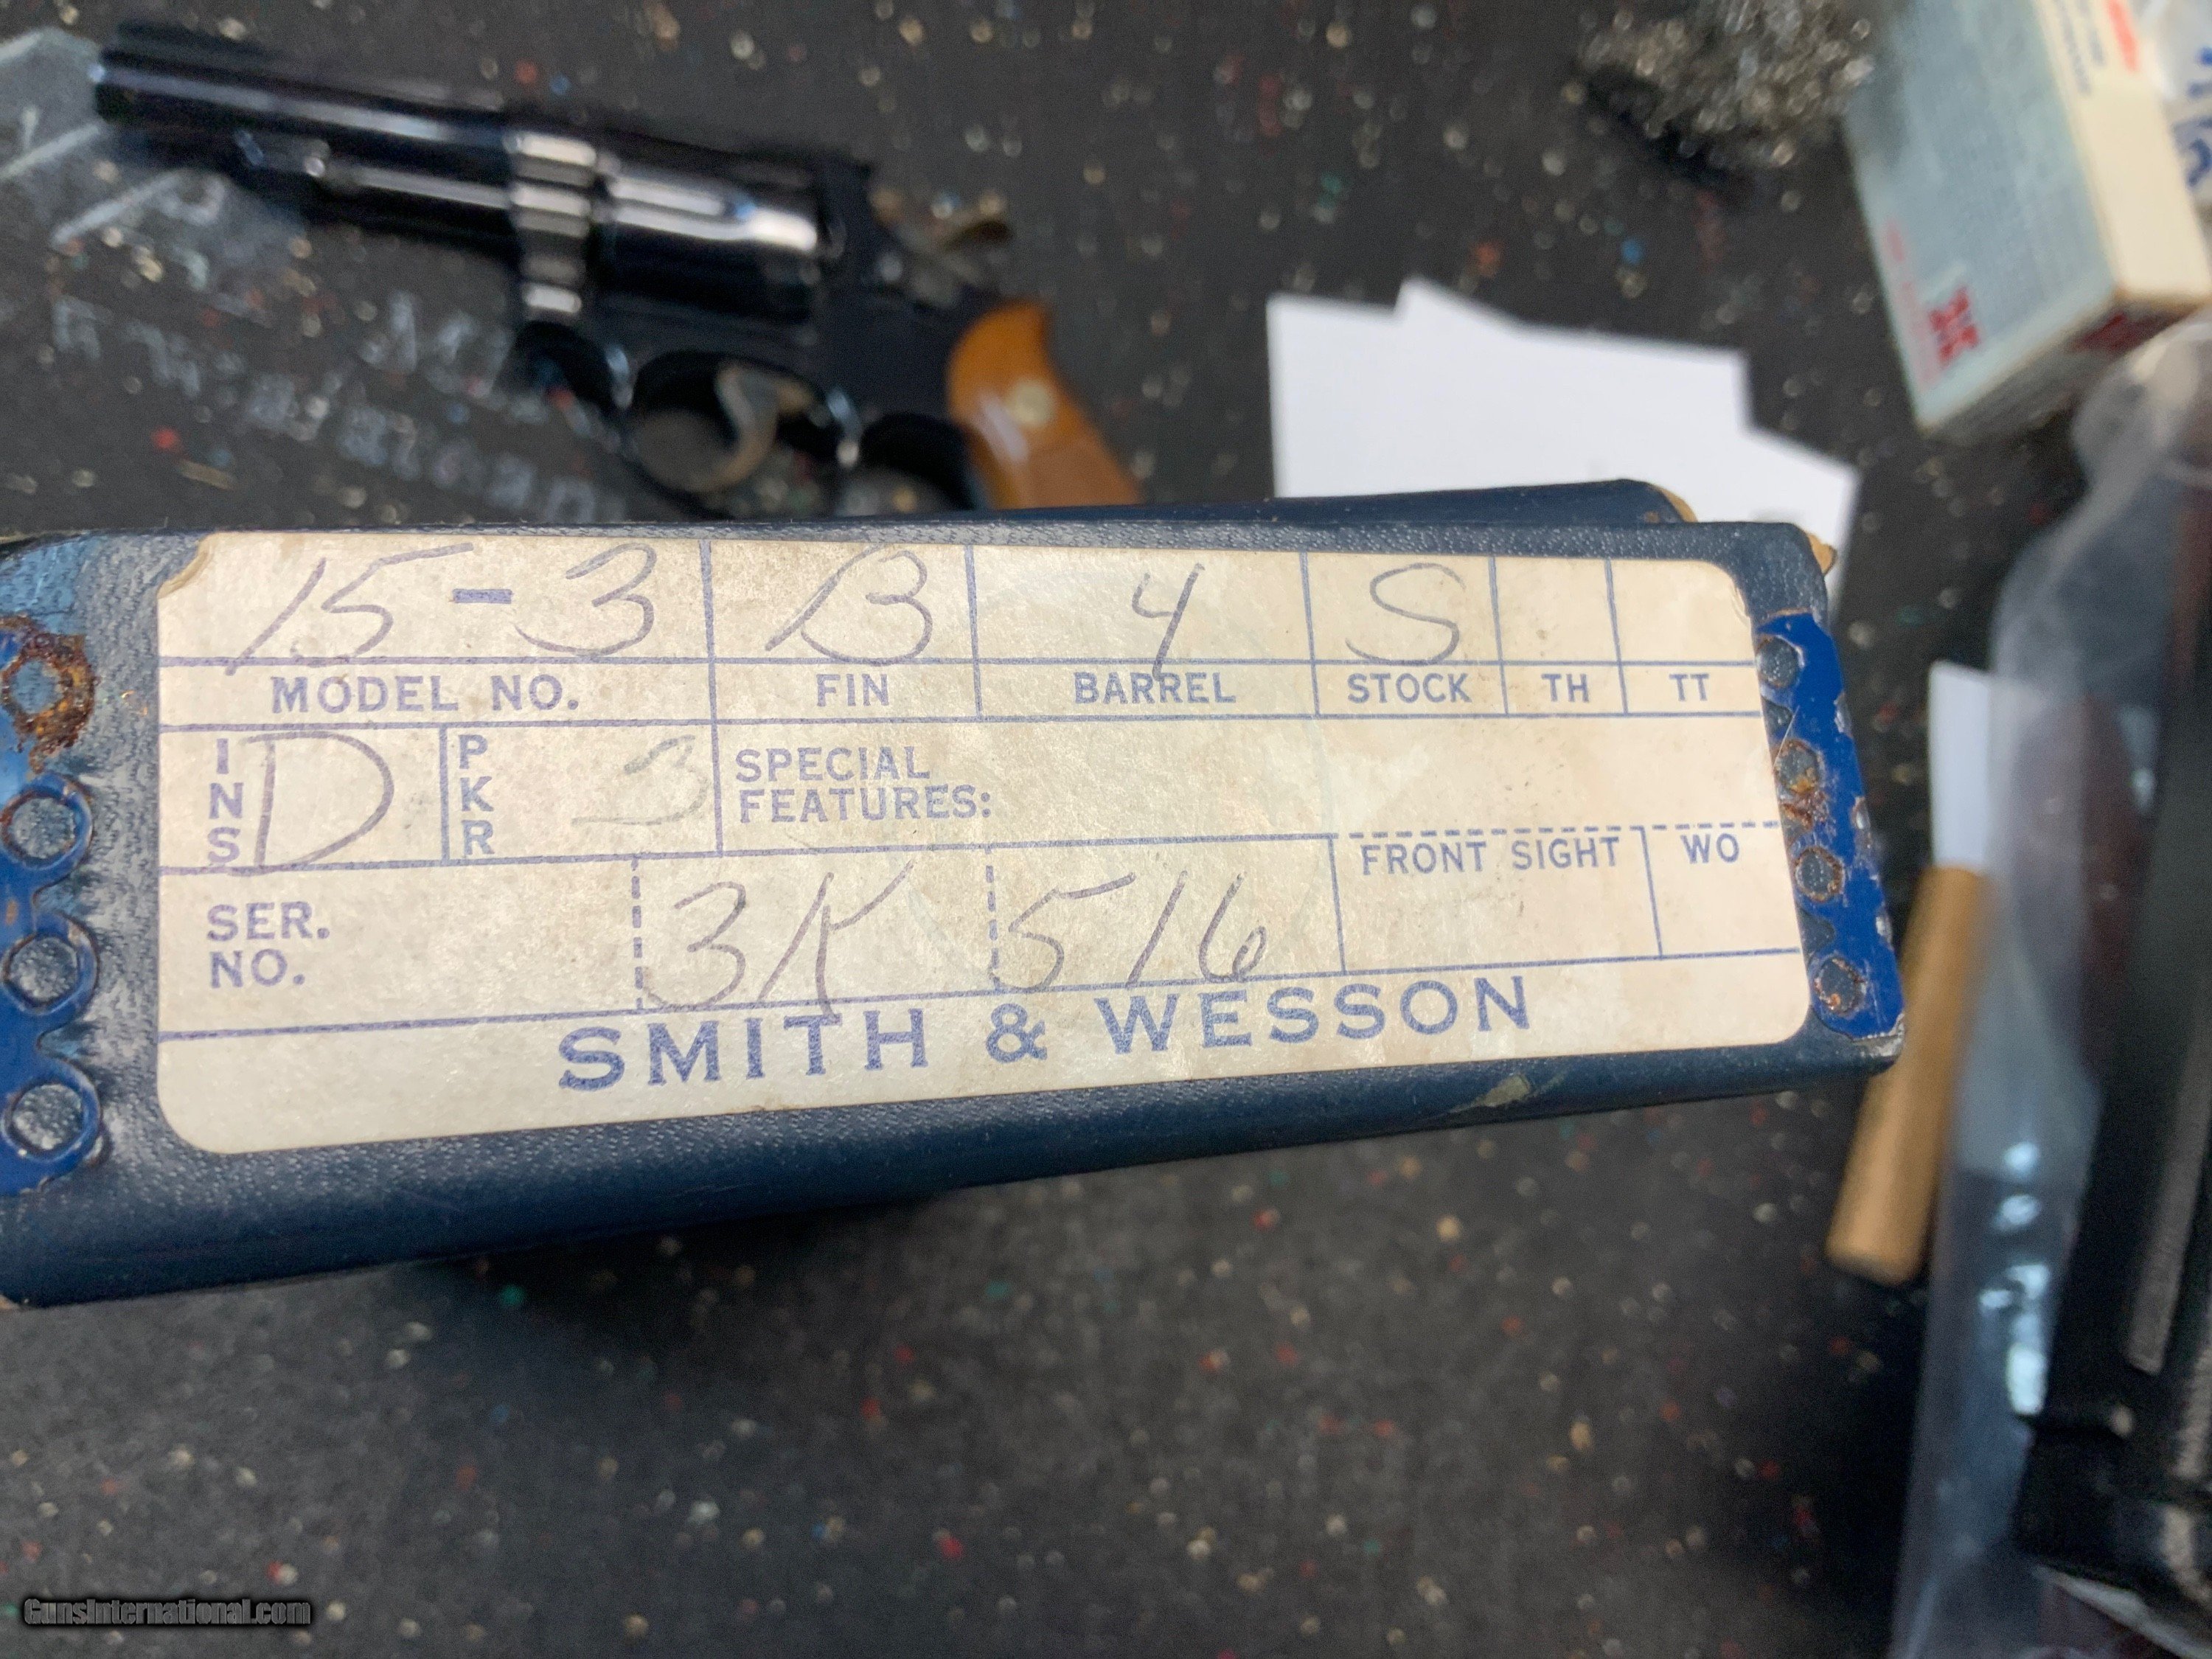 15-3 B 4 S
MODEL NO. FIN BARREL STOCK TH TT
INS D PKR 3 SPECIAL FEATURES:
FRONT SIGHT WO
SER. NO. 3K 516
SMITH & WESSON
GunsInternational.com